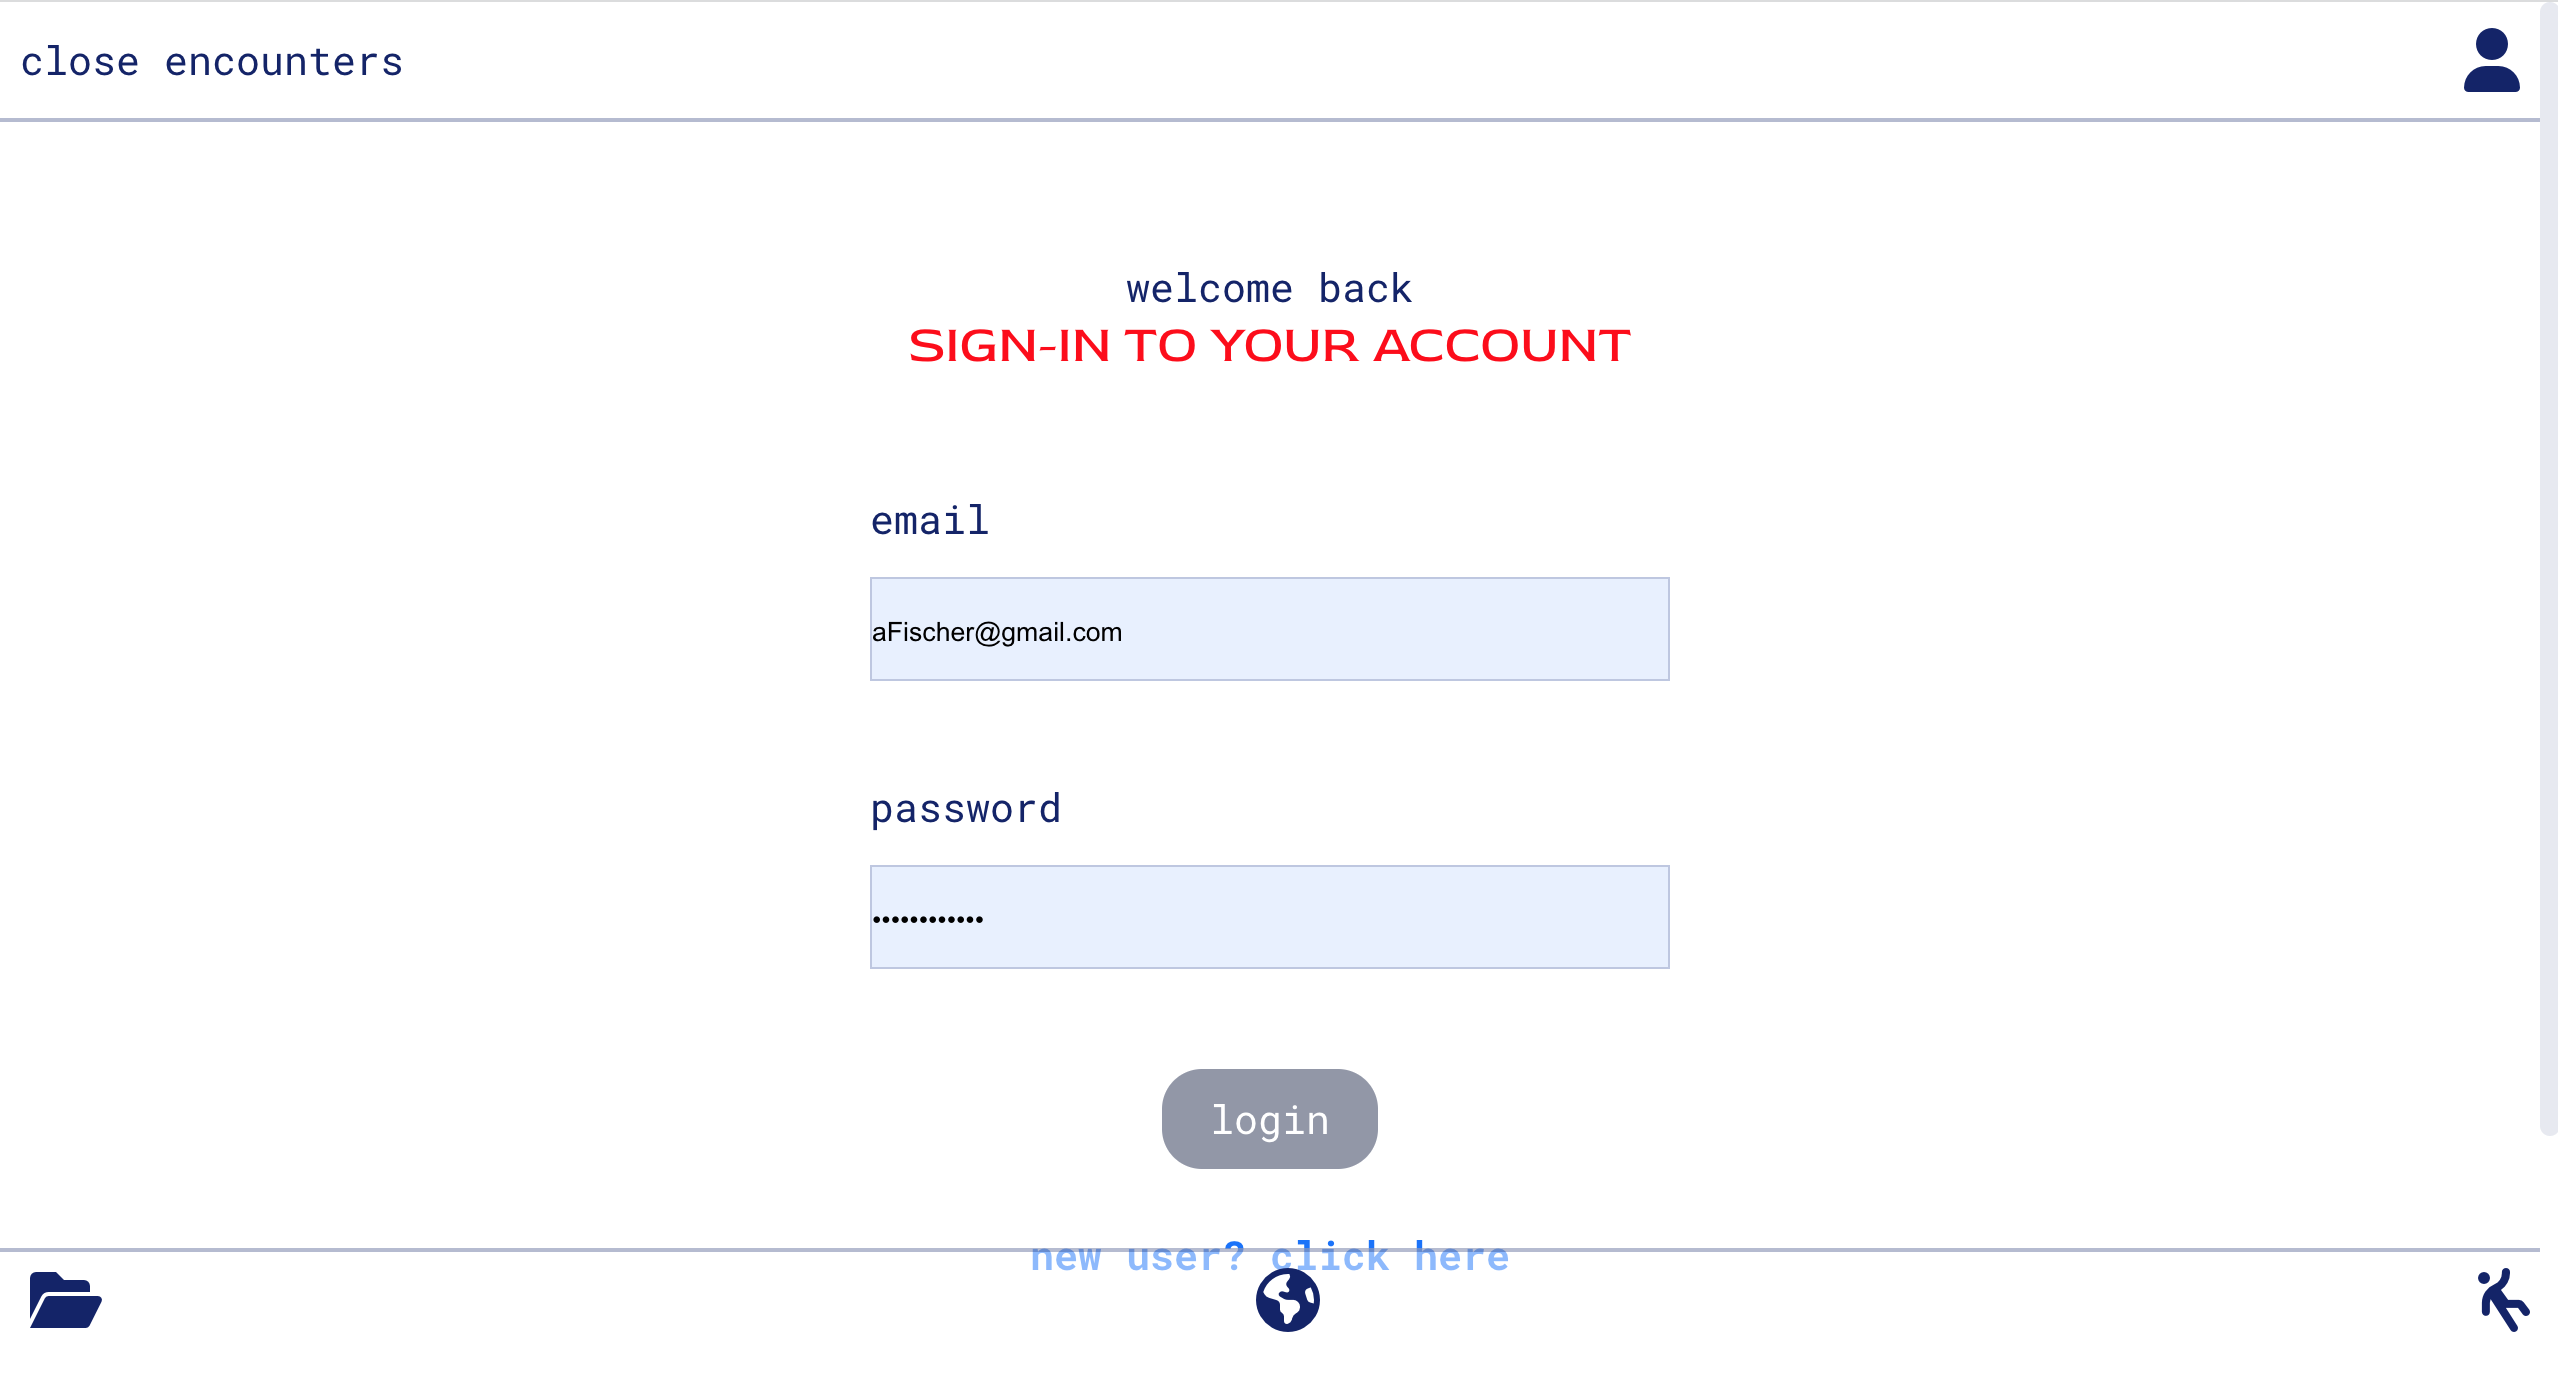 close encounters
welcome back
SIGN-IN TO YOUR ACCOUNT
email
aFischer@gmail.com
password
••••••••••••
login
new user? click here